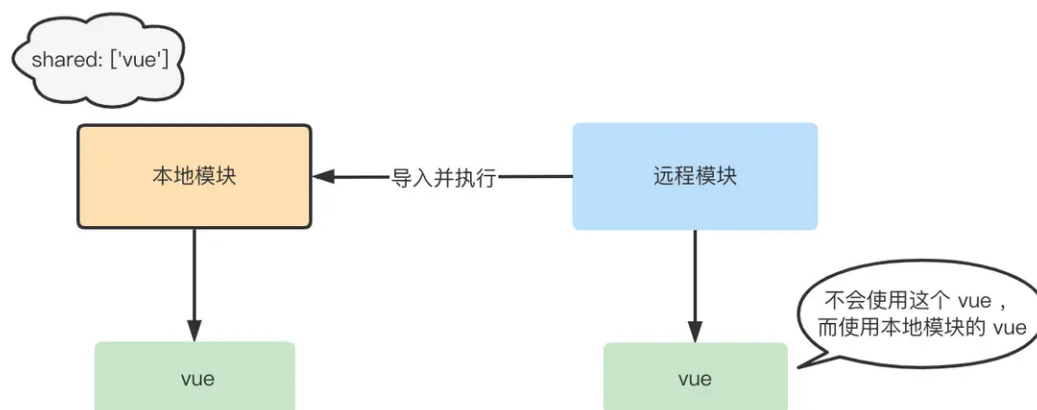 shared: ['vue']
本地模块
导入并执行
远程模块
不会使用这个 vue ，
而使用本地模块的 vue
vue
vue